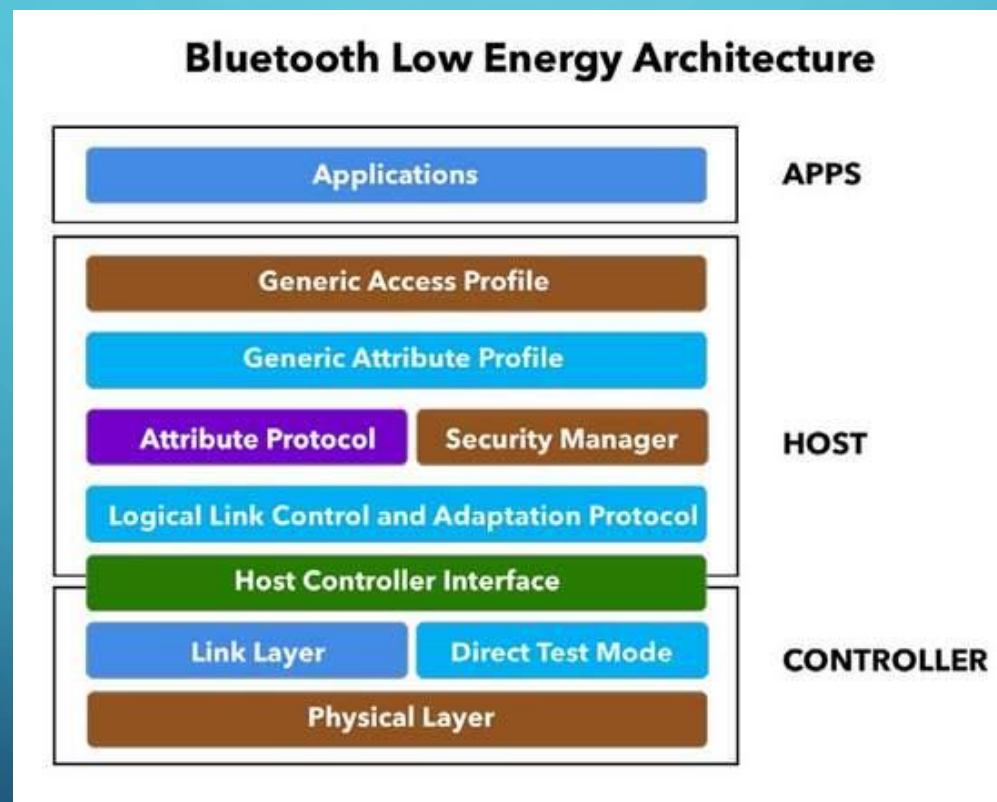 Bluetooth Low Energy Architecture
Applications
APPS
Generic Access Profile
Generic Attribute Profile
Attribute Protocol
Security Manager
HOST
Logical Link Control and Adaptation Protocol
Host Controller Interface
Link Layer
Direct Test Mode
CONTROLLER
Physical Layer